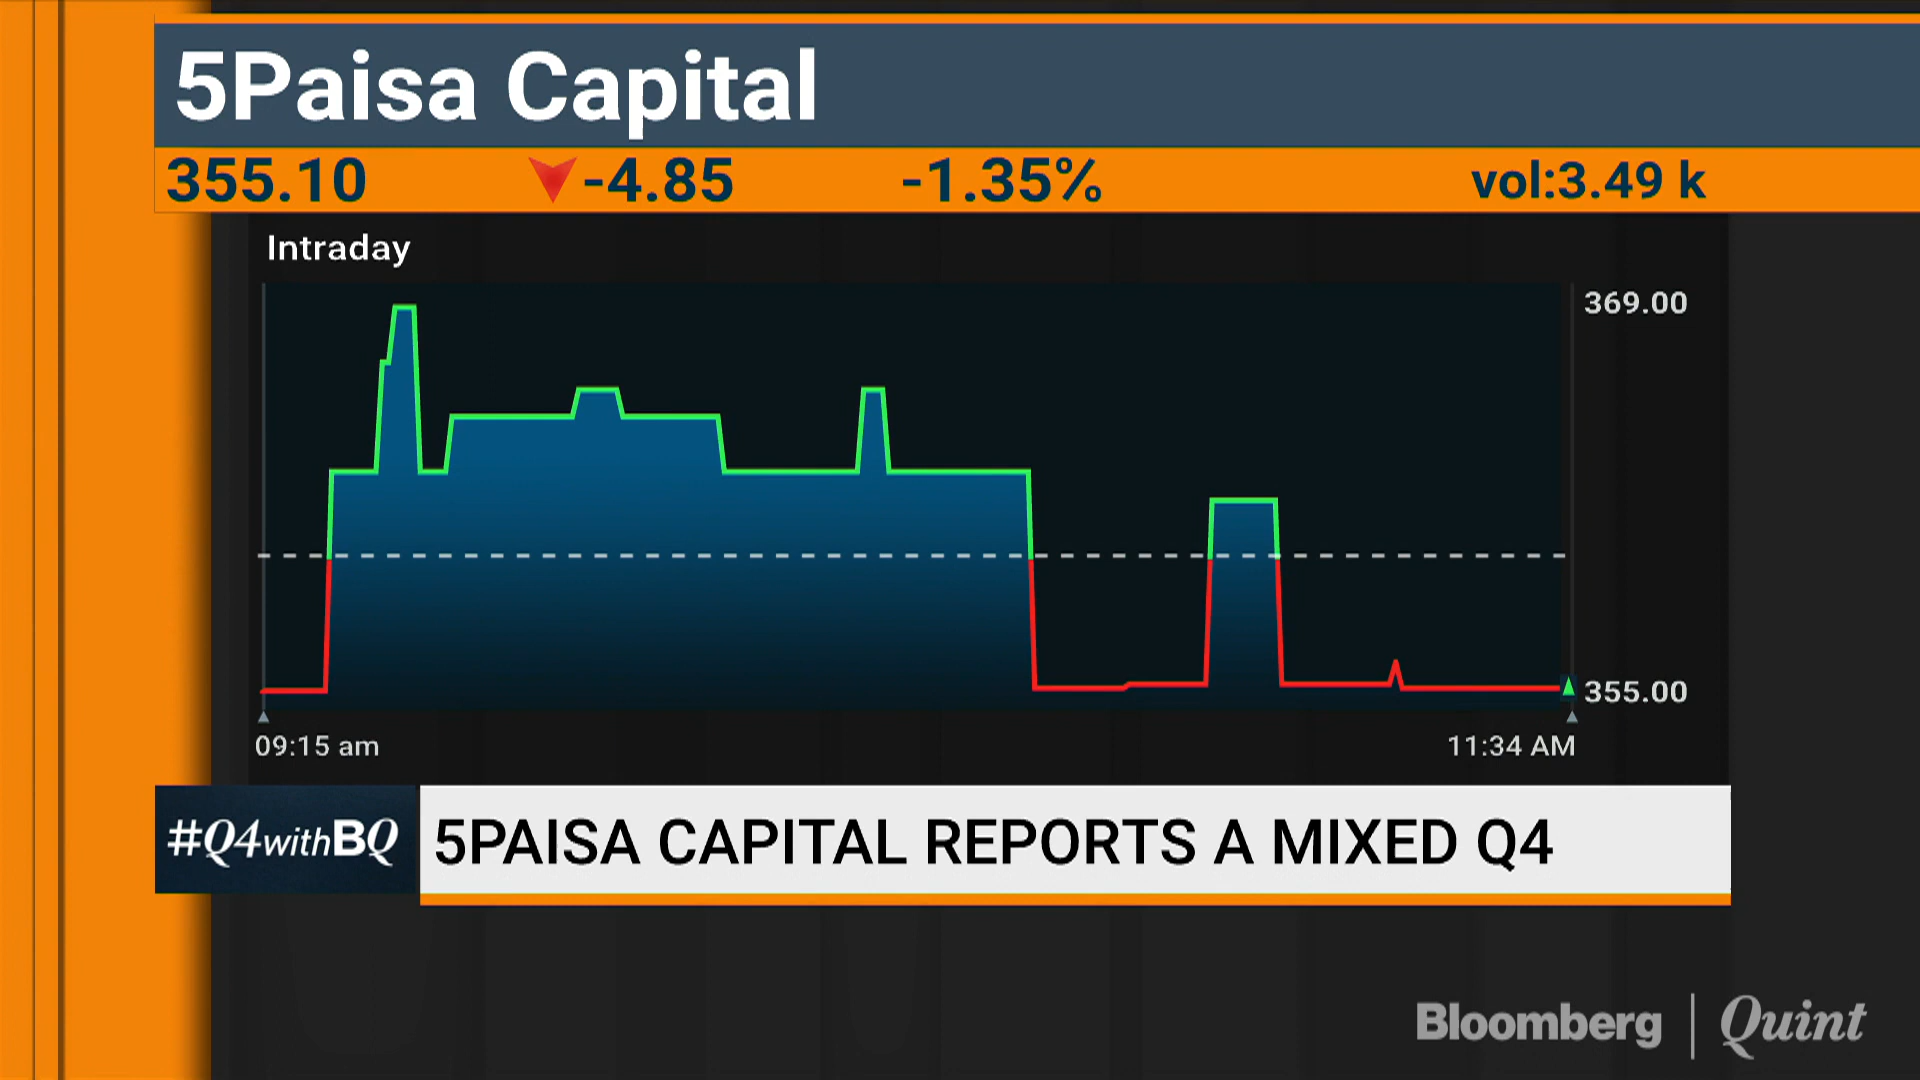 5Paisa Capital
355.10 -4.85 -1.35% vol:3.49 k
Intraday
369.00
355.00
09:15 am 11:34 AM
#Q4withBQ 5PAISA CAPITAL REPORTS A MIXED Q4
Bloomberg | Quint